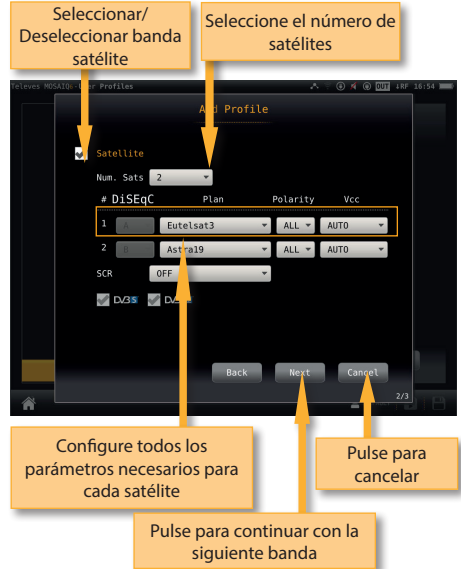 Seleccionar/
Deseleccionar banda
satélite
Seleccione el número de
satélites
Televes MOSAIQ6- User Profiles
OUT ↓RF 16:54
Add Profile
Satellite
Num. Sats 2
# DiSEqC Plan Polarity Vcc
1 A Eutelsat3 ALL AUTO
2 B Astra19 ALL AUTO
SCR OFF
DVBS
Back Next Cancel
2/3
Configure todos los
parámetros necesarios para
cada satélite
Pulse para
cancelar
Pulse para continuar con la
siguiente banda